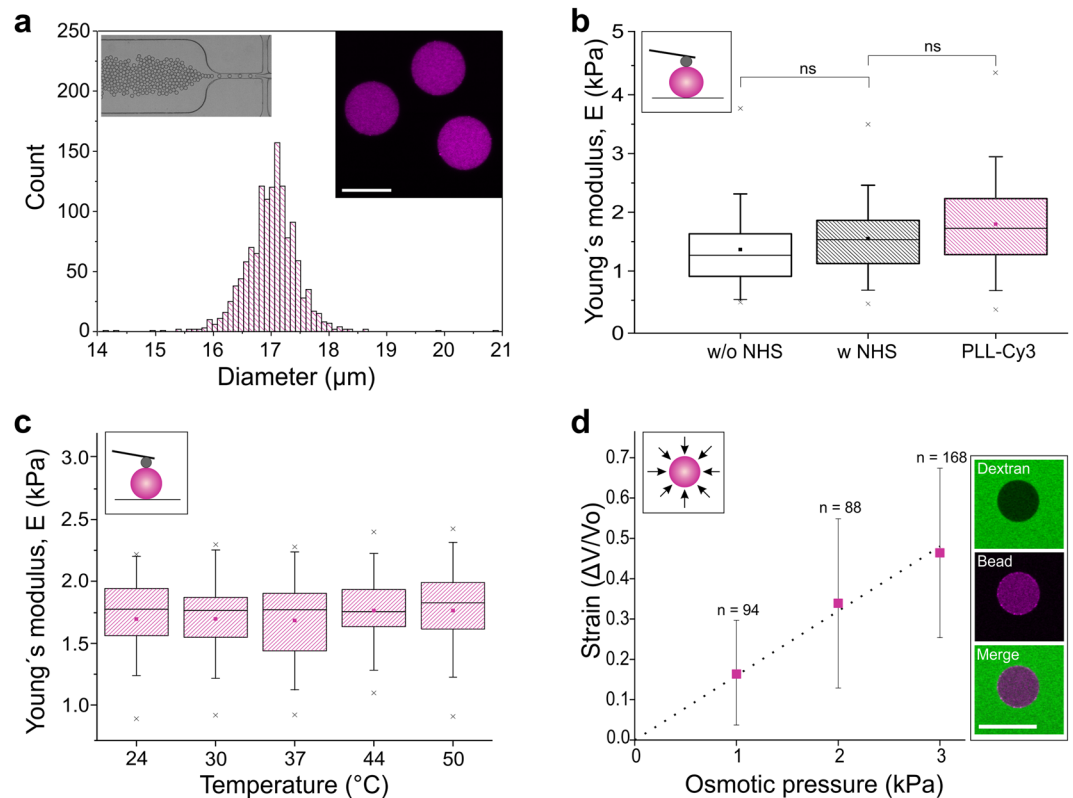 a
250
200
150
100
50
0
Count
14
15
16
17
18
19
20
21
Diameter (µm)
b
5
4
3
2
1
0
Young´s modulus, E (kPa)
ns
ns
w/o NHS
w NHS
PLL-Cy3
c
3.0
2.5
2.0
1.5
1.0
Young´s modulus, E (kPa)
24
30
37
44
50
Temperature (°C)
d
0.7
0.6
0.5
0.4
0.3
0.2
0.1
0.0
Strain (ΔV/Vo)
n = 94
n = 88
n = 168
0
1
2
3
Osmotic pressure (kPa)
Dextran
Bead
Merge